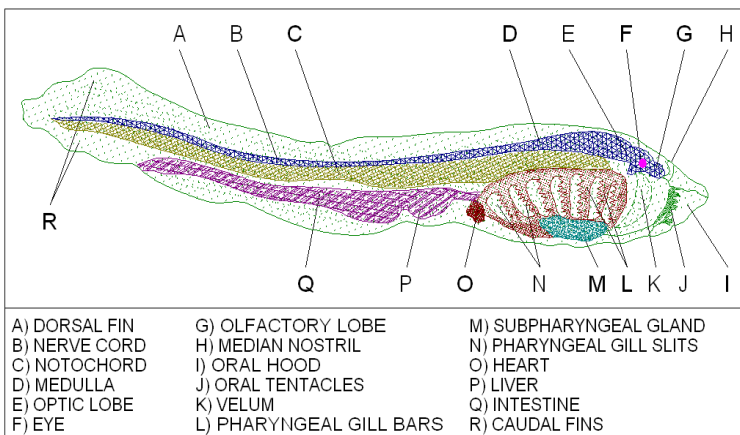 A B C D E F G H
R
Q P O N M L K J I
A) DORSAL FIN
B) NERVE CORD
C) NOTOCHORD
D) MEDULLA
E) OPTIC LOBE
F) EYE
G) OLFACTORY LOBE
H) MEDIAN NOSTRIL
I) ORAL HOOD
J) ORAL TENTACLES
K) VELUM
L) PHARYNGEAL GILL BARS
M) SUBPHARYNGEAL GLAND
N) PHARYNGEAL GILL SLITS
O) HEART
P) LIVER
Q) INTESTINE
R) CAUDAL FINS